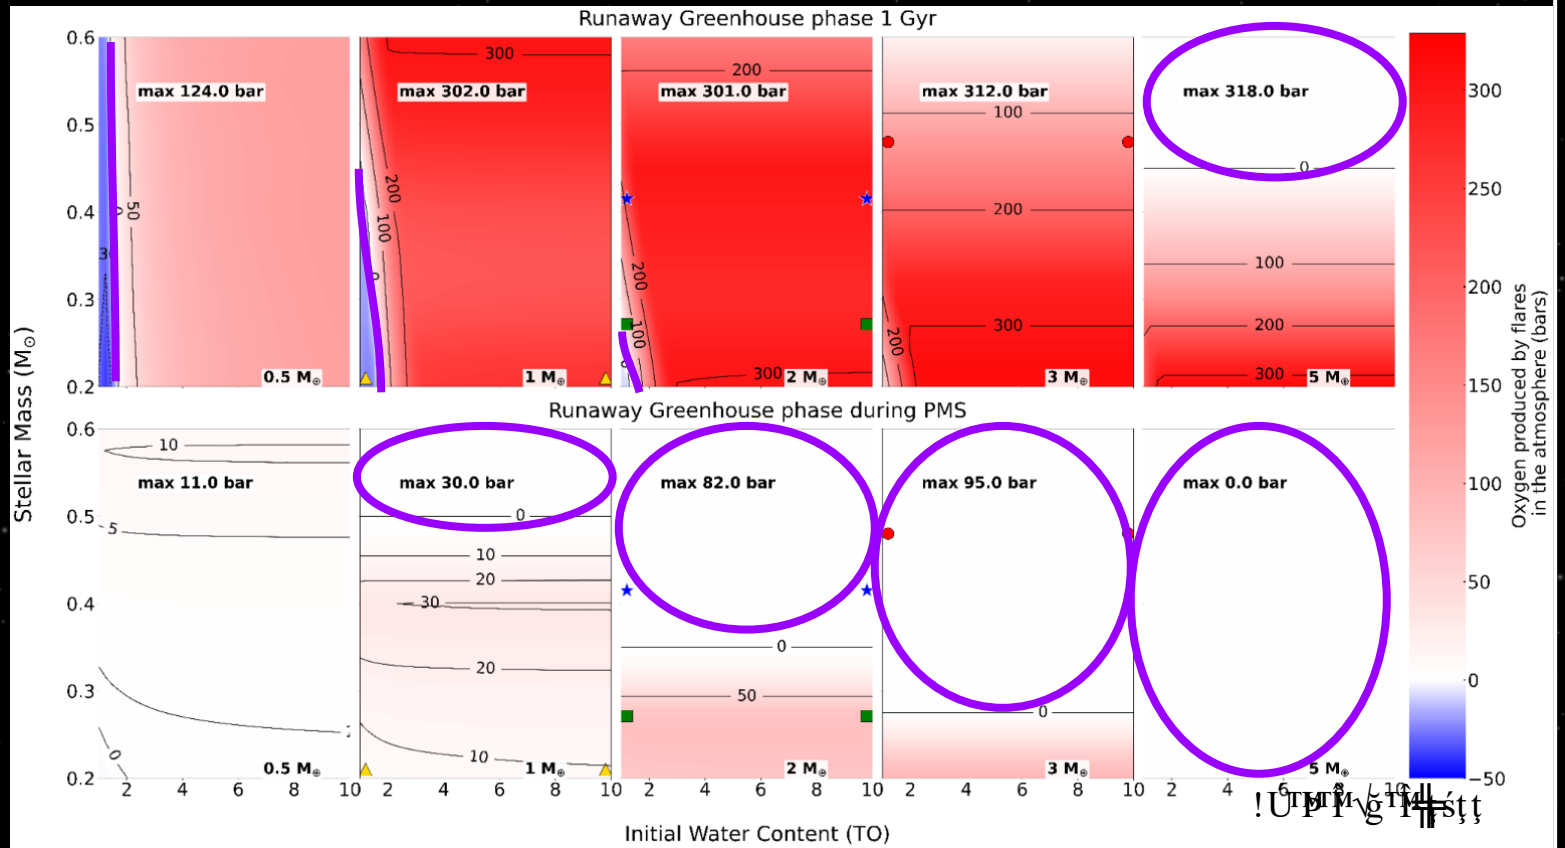 Runaway Greenhouse phase 1 Gyr
0.6
0.5
0.4
0.3
0.2
max 124.0 bar
0
50
0.5 M⊕
max 302.0 bar
300
200
100
0
1 M⊕
max 301.0 bar
200
200
100
0
300
2 M⊕
max 312.0 bar
100
200
300
200
3 M⊕
max 318.0 bar
0
100
200
300
5 M⊕
Stellar Mass (M⊙)
Runaway Greenhouse phase during PMS
0.6
0.5
0.4
0.3
0.2
10
max 11.0 bar
5
0
0.5 M⊕
max 30.0 bar
0
10
20
30
20
10
1 M⊕
max 82.0 bar
0
50
2 M⊕
max 95.0 bar
0
3 M⊕
max 0.0 bar
5 M⊕
2 4 6 8 10 2 4 6 8 10 2 4 6 8 10 2 4 6 8 10 2 4 6 8 10
Initial Water Content (TO)
300
250
200
150
100
50
0
−50
Oxygen produced by flares
in the atmosphere (bars)